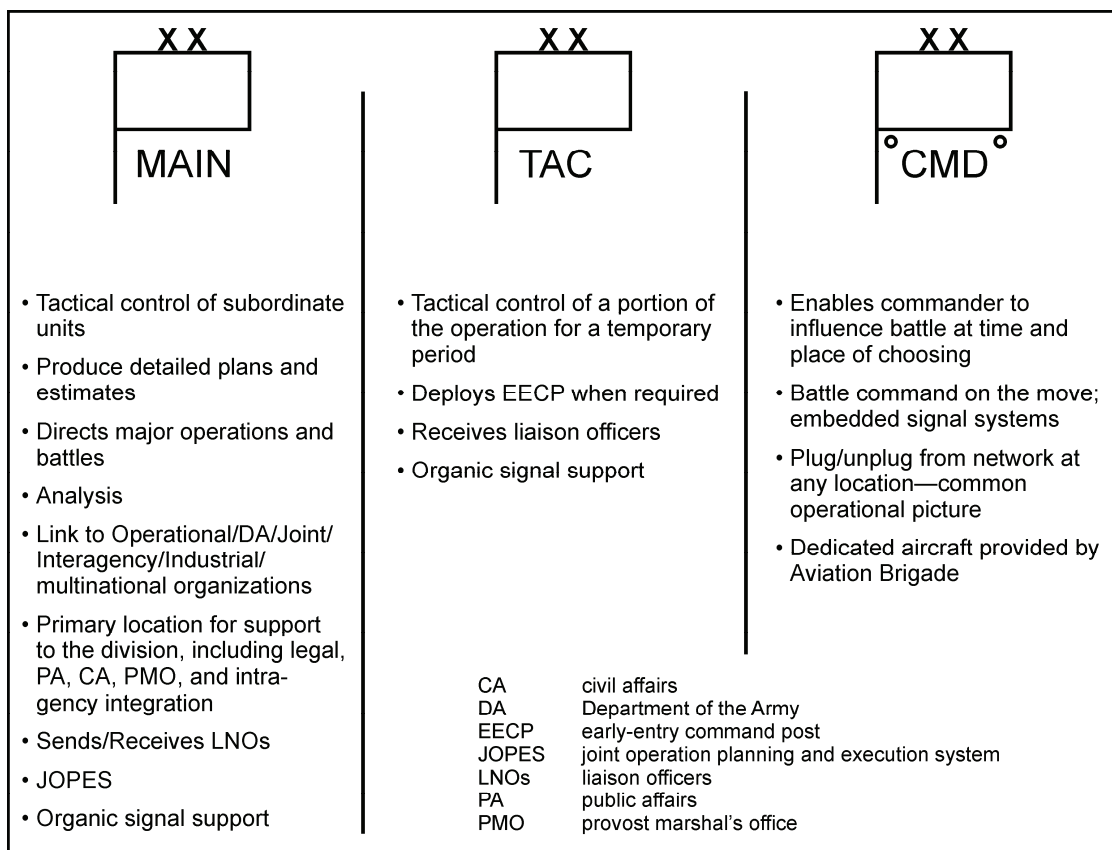 X X
MAIN
• Tactical control of subordinate
units
• Produce detailed plans and
estimates
• Directs major operations and
battles
• Analysis
• Link to Operational/DA/Joint/
Interagency/Industrial/
multinational organizations
• Primary location for support
to the division, including legal,
PA, CA, PMO, and intra-
gency integration
• Sends/Receives LNOs
• JOPES
• Organic signal support
X X
TAC
• Tactical control of a portion of
the operation for a temporary
period
• Deploys EECP when required
• Receives liaison officers
• Organic signal support
X X
CMD
• Enables commander to
influence battle at time and
place of choosing
• Battle command on the move;
embedded signal systems
• Plug/unplug from network at
any location—common
operational picture
• Dedicated aircraft provided by
Aviation Brigade
CA civil affairs
DA Department of the Army
EECP early-entry command post
JOPES joint operation planning and execution system
LNOs liaison officers
PA public affairs
PMO provost marshal's office